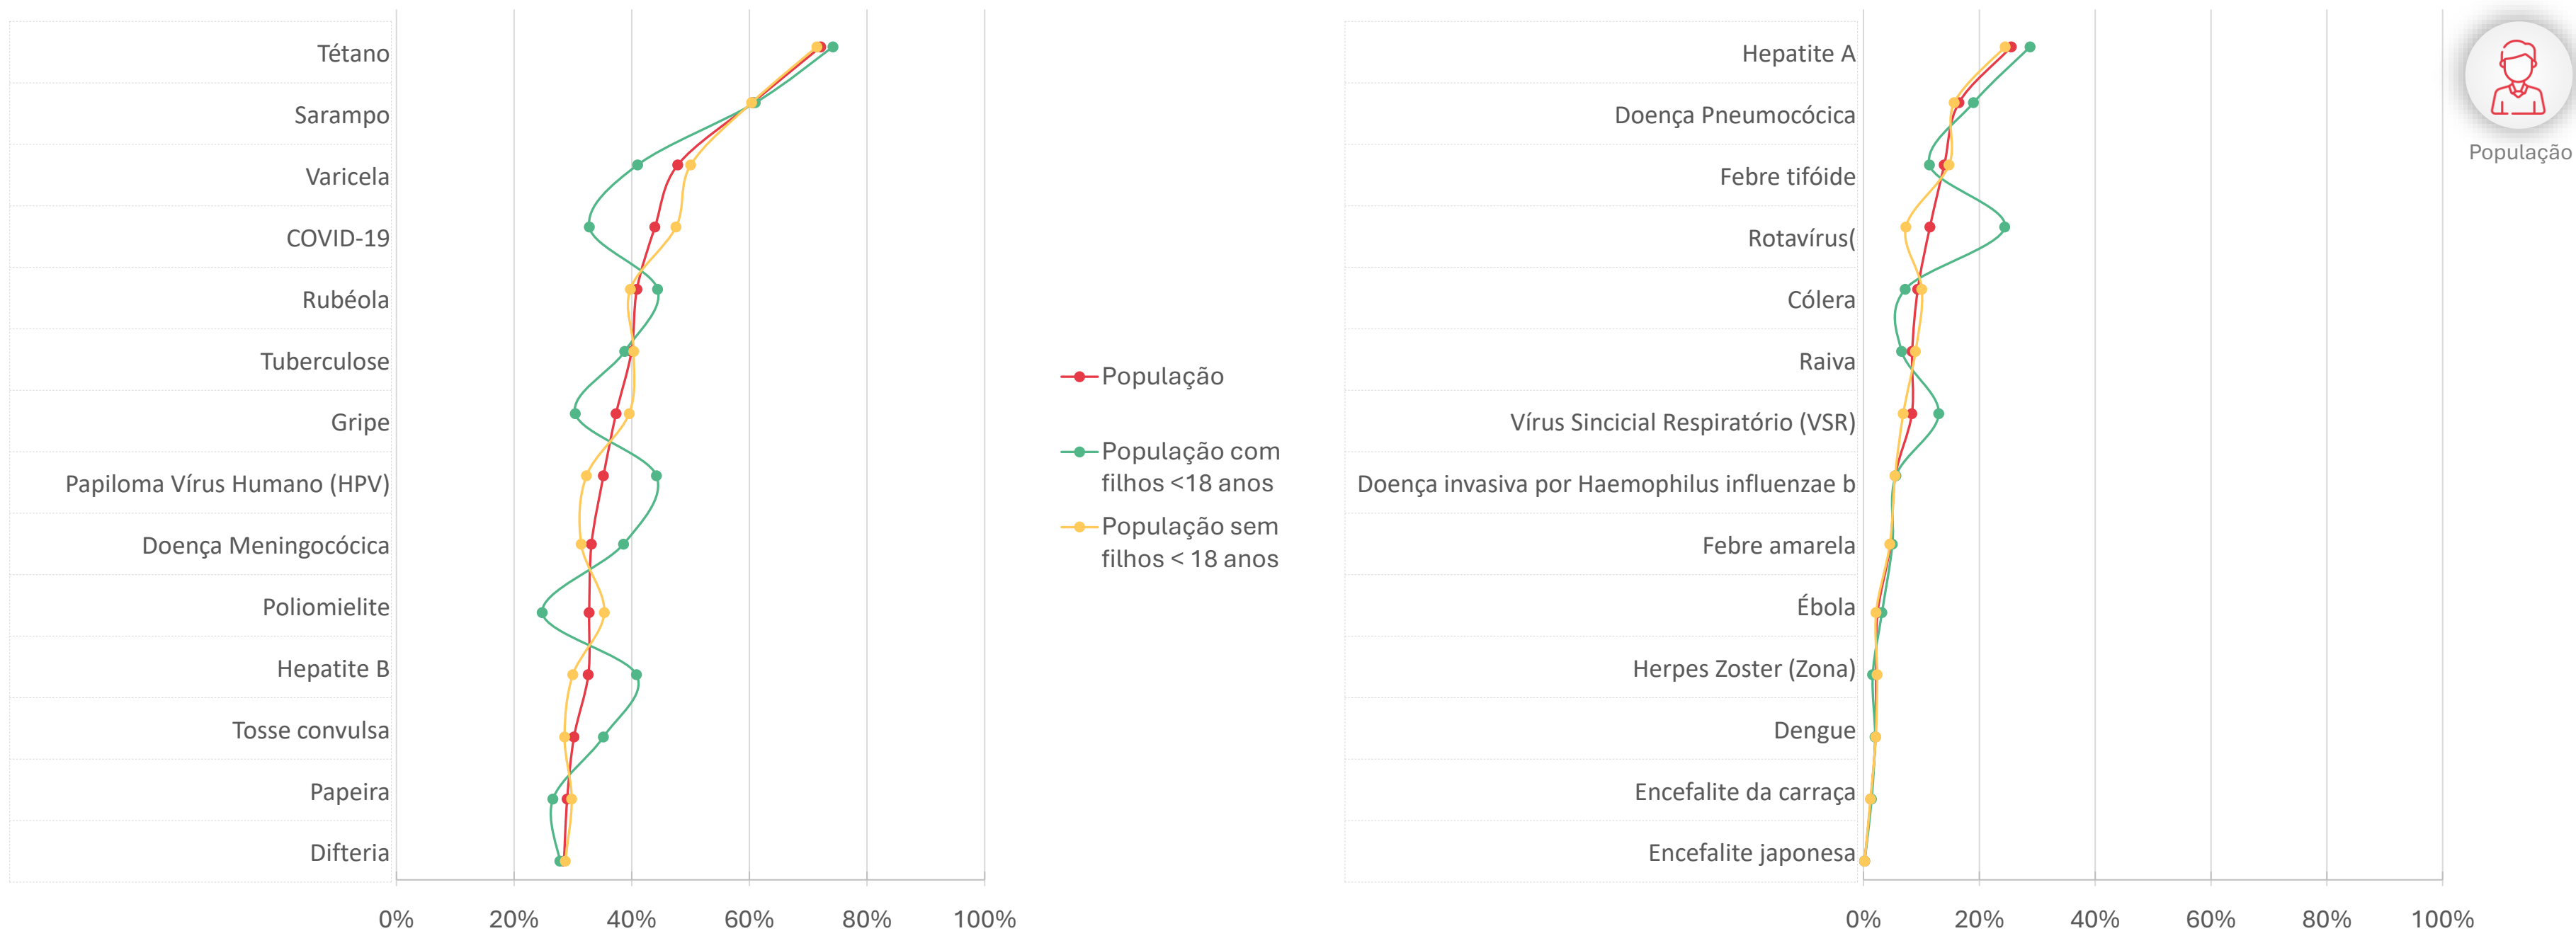 Tétano
Sarampo
Varicela
COVID-19
Rubéola
Tuberculose
Gripe
Papiloma Vírus Humano (HPV)
Doença Meningocócica
Poliomielite
Hepatite B
Tosse convulsa
Papeira
Difteria
0% 20% 40% 60% 80% 100%
População
População com
filhos <18 anos
População sem
filhos < 18 anos
Hepatite A
Doença Pneumocócica
Febre tifóide
Rotavírus(
Cólera
Raiva
Vírus Sincicial Respiratório (VSR)
Doença invasiva por Haemophilus influenzae b
Febre amarela
Ébola
Herpes Zoster (Zona)
Dengue
Encefalite da carraça
Encefalite japonesa
0% 20% 40% 60% 80% 100%
População